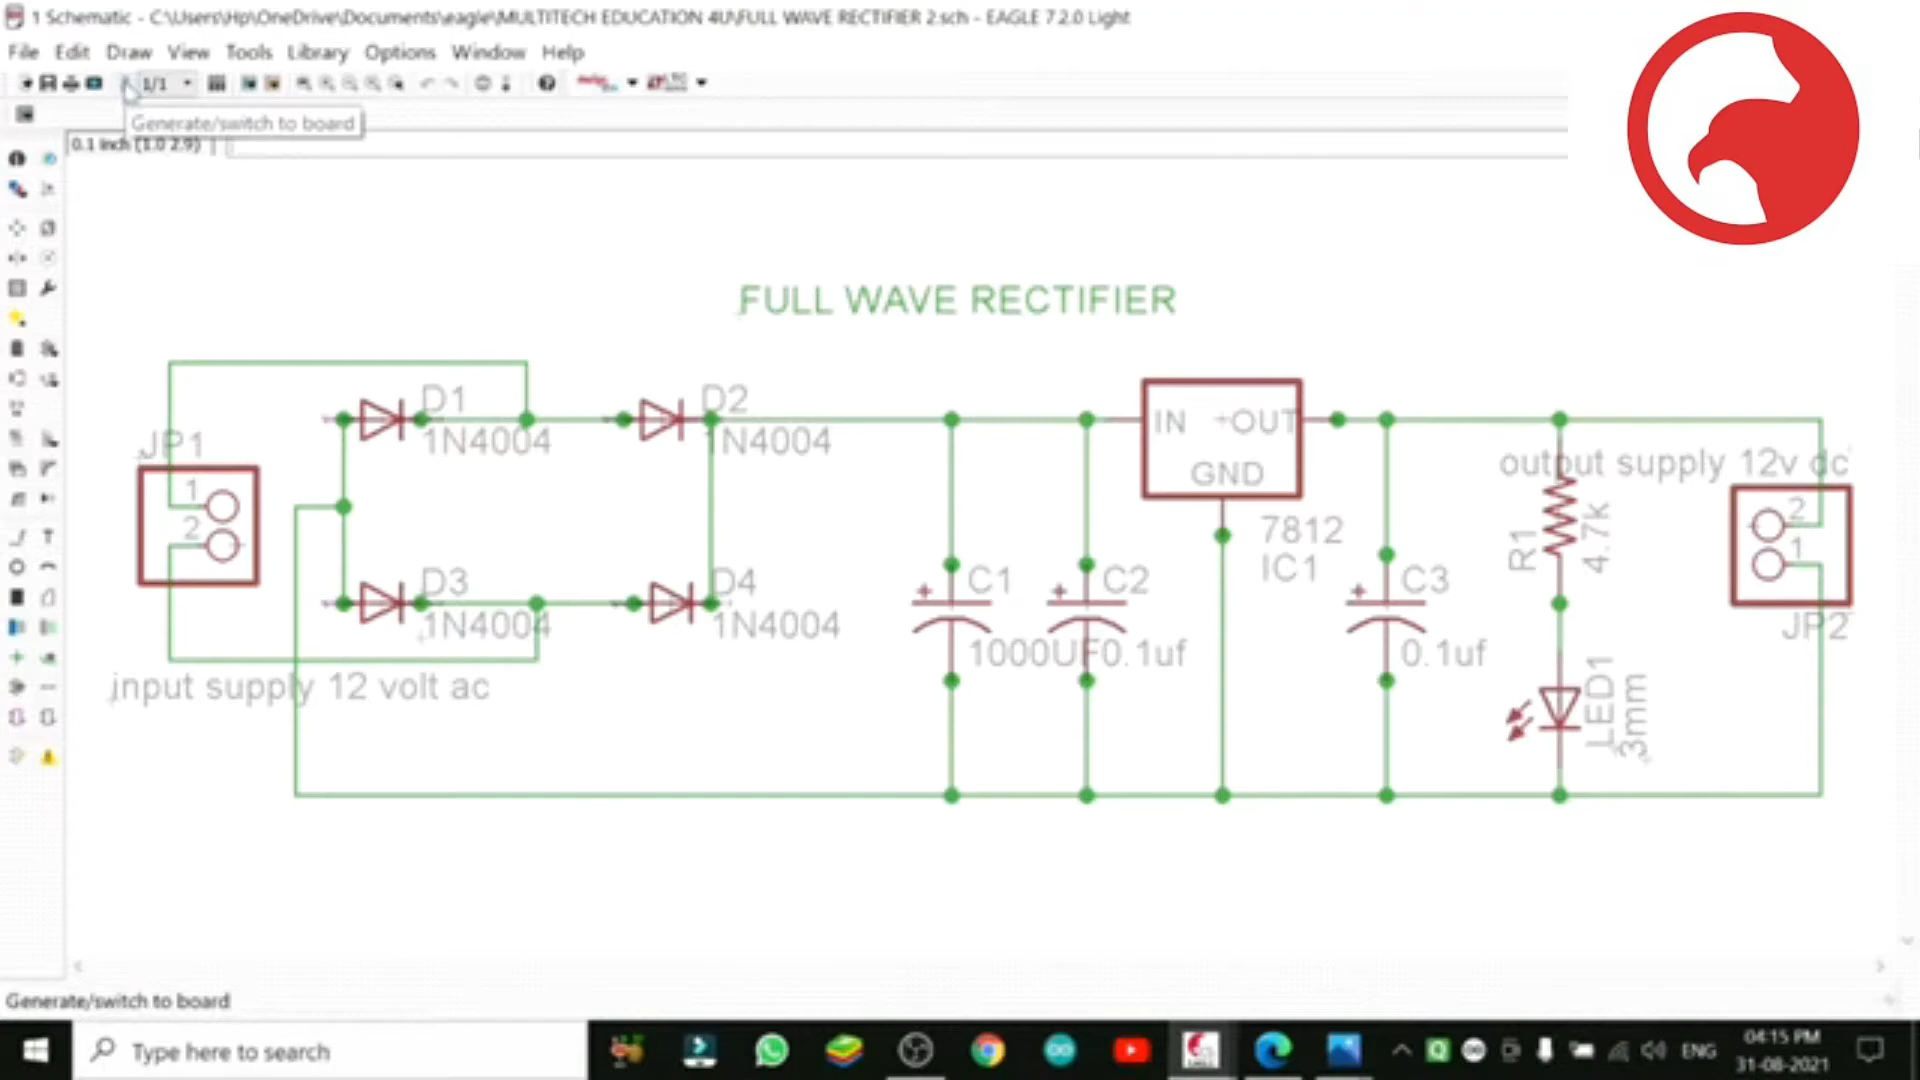 1 Schematic - C:\Users\Hp\OneDrive\Documents\eagle\MULTITECH EDUCATION 4U\FULL WAVE RECTIFIER 2.sch - EAGLE 7.2.0 Light
File Edit Draw View Tools Library Options Window Help
1/1
Generate/switch to board
0.1 inch (1.0 2.9)
FULL WAVE RECTIFIER
D1
1N4004
D2
1N4004
IN +OUT
GND
7812
IC1
JP1
1
2
output supply 12v dc
2
1
JP2
R1
4.7k
D3
1N4004
D4
1N4004
C1
1000UF
C2
0.1uf
C3
0.1uf
LED1
3mm
input supply 12 volt ac
Generate/switch to board
Type here to search
ENG
04:15 PM
31-08-2021